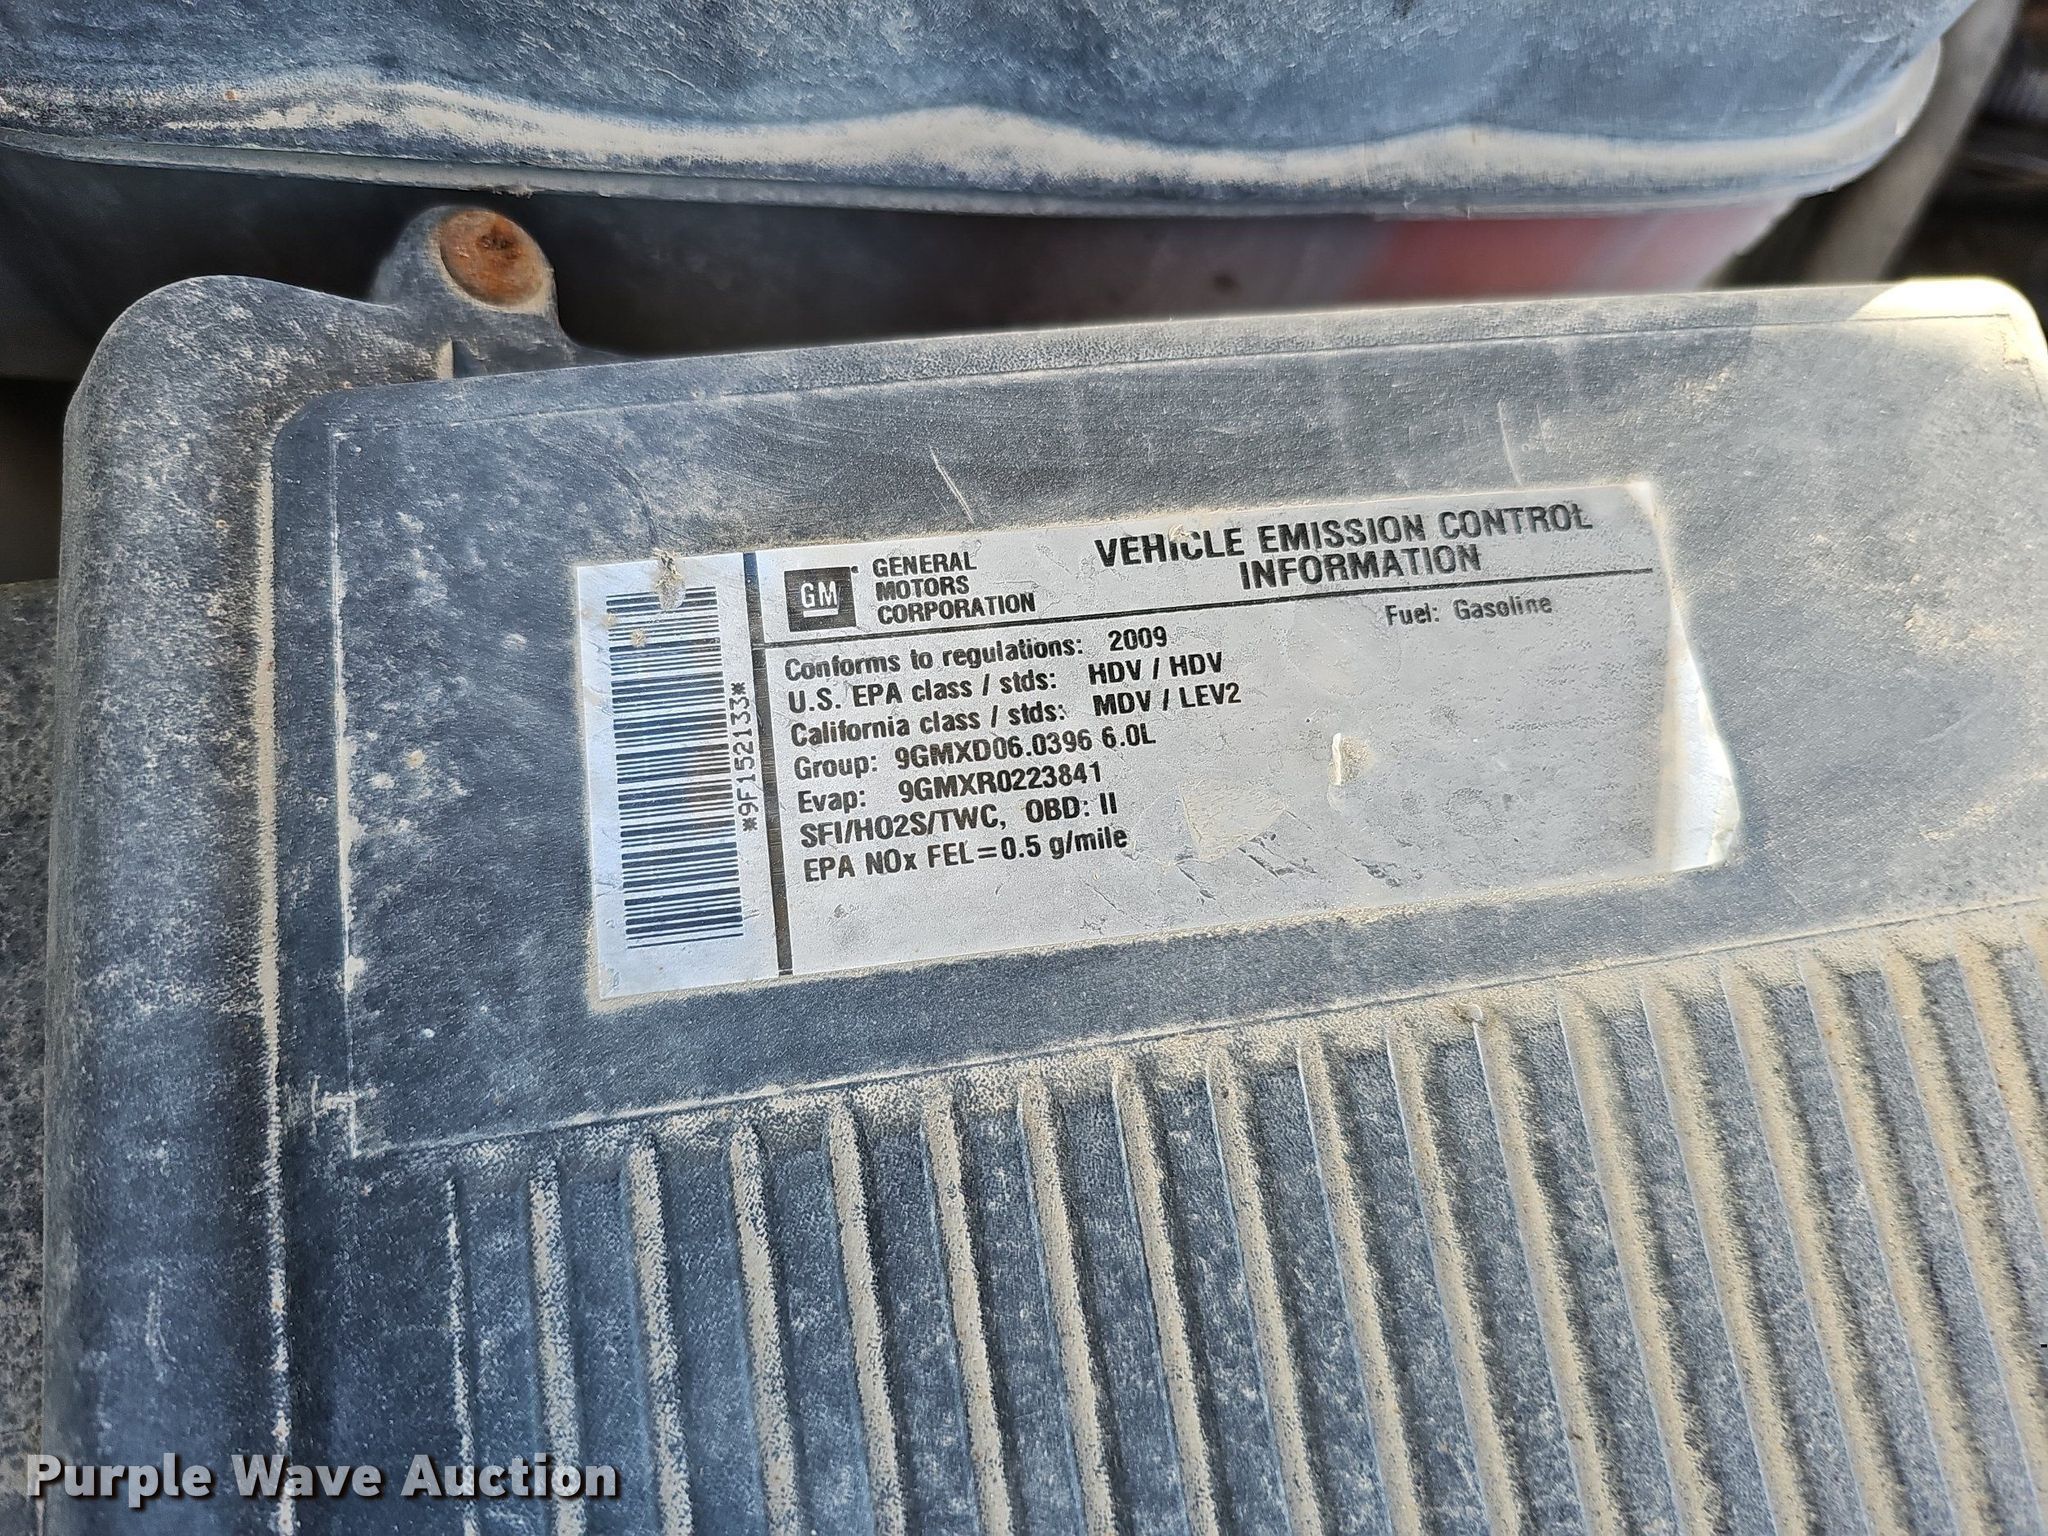 GM
GENERAL
MOTORS
CORPORATION
VEHICLE EMISSION CONTROL
INFORMATION
Fuel: Gasoline
Conforms to regulations: 2009
U.S. EPA class / stds: HDV / HDV
California class / stds: MDV / LEV2
Group: 9GMXD06.0396 6.0L
Evap: 9GMXR0223841
SFI/HO2S/TWC, OBD: II
EPA NOx FEL=0.5 g/mile
*9F152133*
Purple Wave Auction